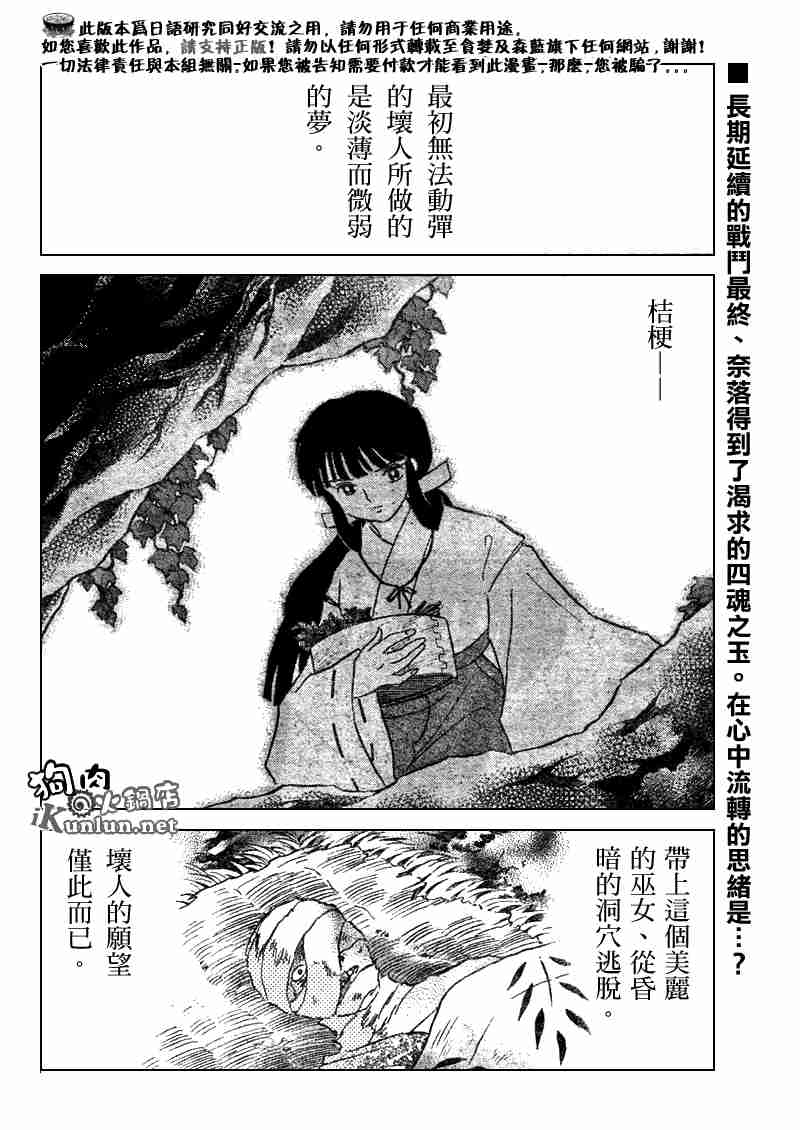 此版本爲日語研究同好交流之用，請勿用于任何商業用途，
如您喜歡此作品，請支持正版！請勿以任何形式轉載至貪婪及森藍旗下任何網站，謝謝！
一切法律責任與本組無關.如果您被告知需要付款才能看到此漫畫，那麼，您被騙了...
■ 長期延續的戰鬥最終、奈落得到了渴求的四魂之玉。在心中流轉的思緒是…？
最初無法動彈
的壞人所做的
是淡薄而微弱
的夢。
桔梗——
狗肉
火鍋店
iKunlun.net
帶上這個美麗
的巫女、從昏
暗的洞穴逃脫。
壞人的願望
僅此而已。